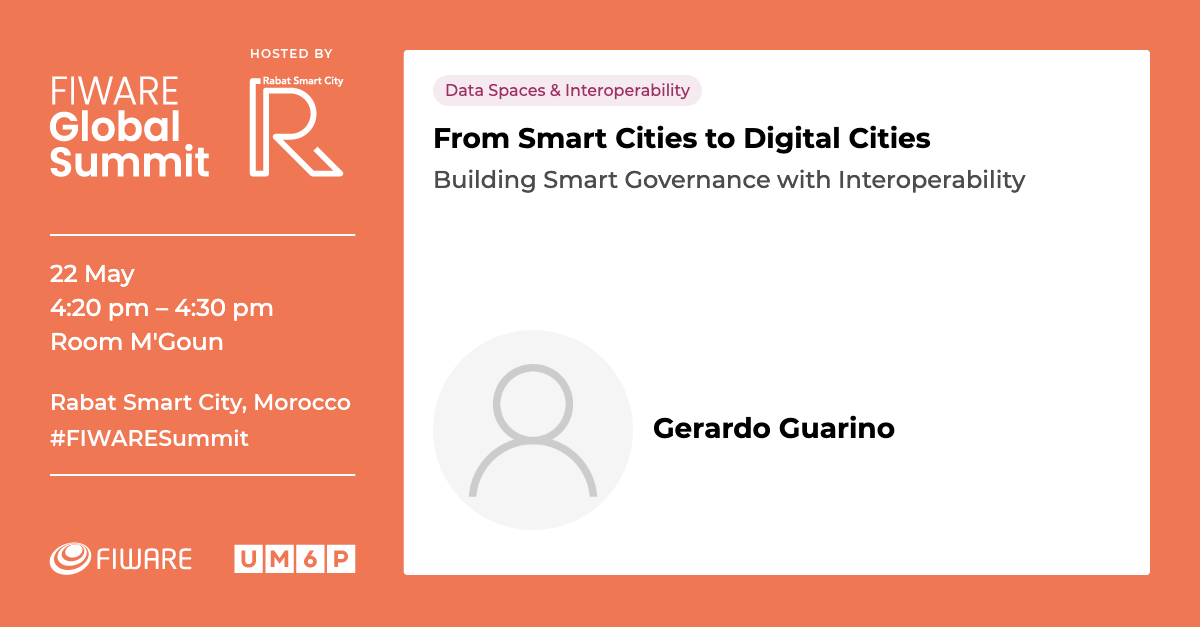 FIWARE
Global
Summit
HOSTED BY
Rabat Smart City
R
22 May
4:20 pm – 4:30 pm
Room M'Goun
Rabat Smart City, Morocco
#FIWARESummit
FIWARE
UM6P
Data Spaces & Interoperability
From Smart Cities to Digital Cities
Building Smart Governance with Interoperability
Gerardo Guarino